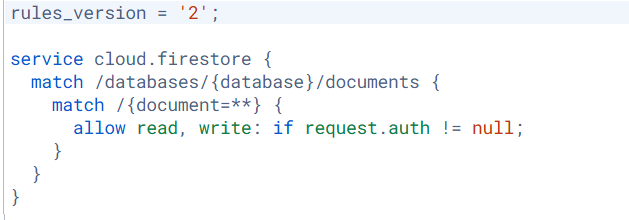 rules_version = '2';
service cloud.firestore {
match /databases/{database}/documents {
match /{document=**} {
allow read, write: if request.auth != null;
}
}
}